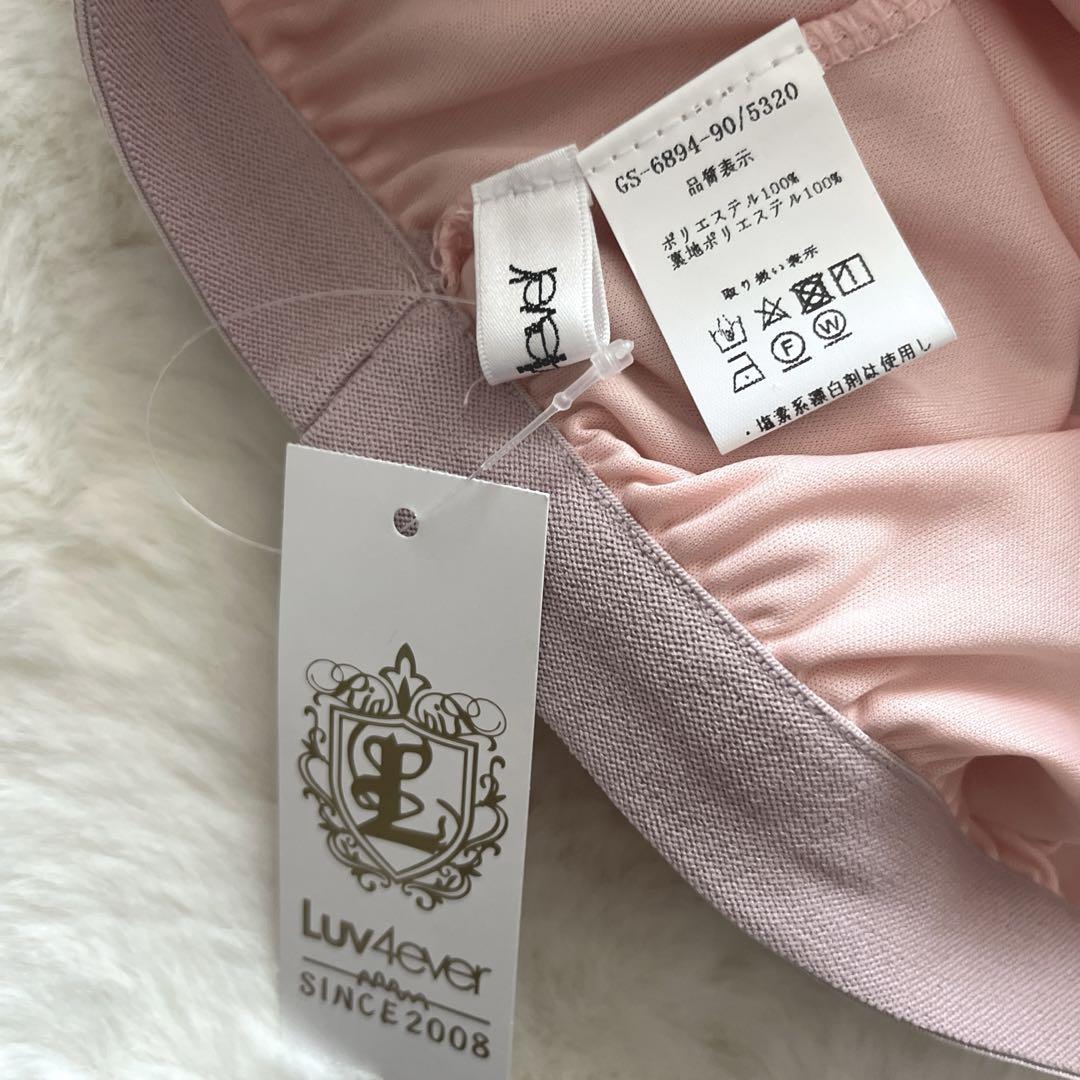 GS-6894-90/5320
品質表示
ポリエステル100%
裏地ポリエステル100%
取り扱い表示
1
F W
・塩素系漂白剤は使用し
L
Luv4ever
SINCE2008